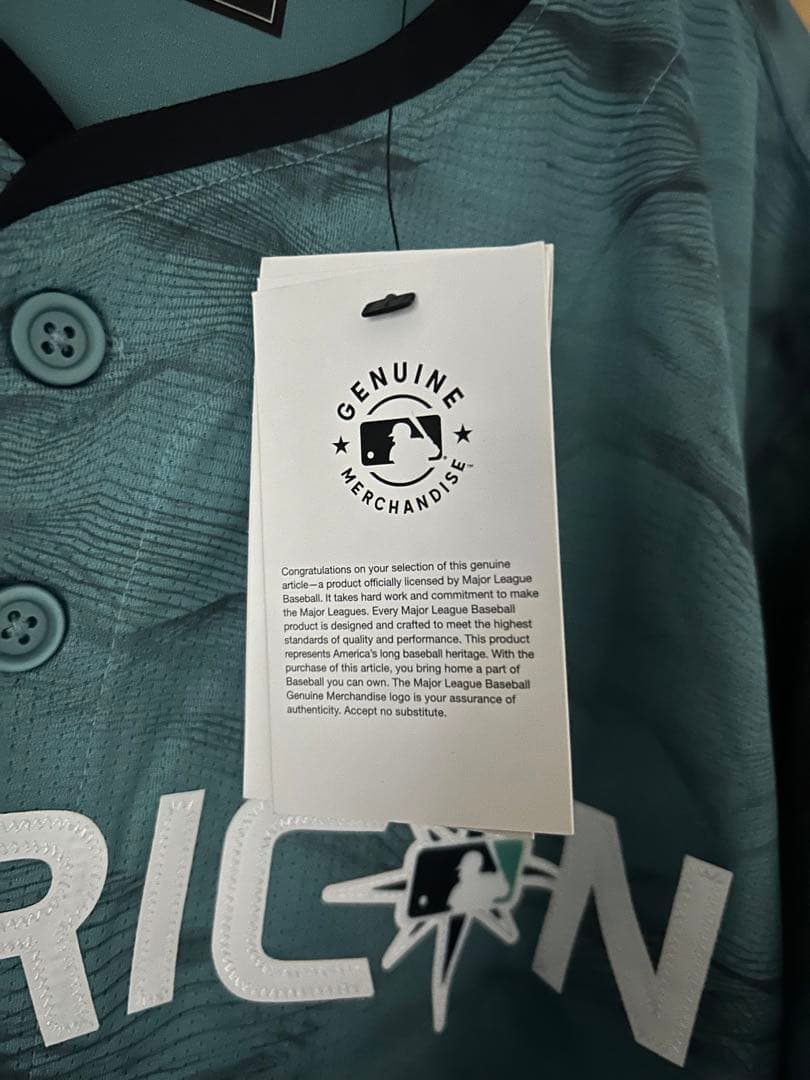 GENUINE
MERCHANDISE™
Congratulations on your selection of this genuine
article—a product officially licensed by Major League
Baseball. It takes hard work and commitment to make
the Major Leagues. Every Major League Baseball
product is designed and crafted to meet the highest
standards of quality and performance. This product
represents America's long baseball heritage. With the
purchase of this article, you bring home a part of
Baseball you can own. The Major League Baseball
Genuine Merchandise logo is your assurance of
authenticity. Accept no substitute.
RICN